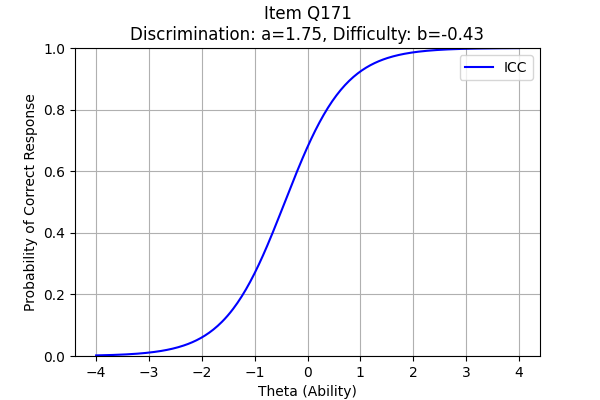 Item Q171
Discrimination: a=1.75, Difficulty: b=-0.43
ICC
Probability of Correct Response
1.0
0.8
0.6
0.4
0.2
0.0
−4 −3 −2 −1 0 1 2 3 4
Theta (Ability)